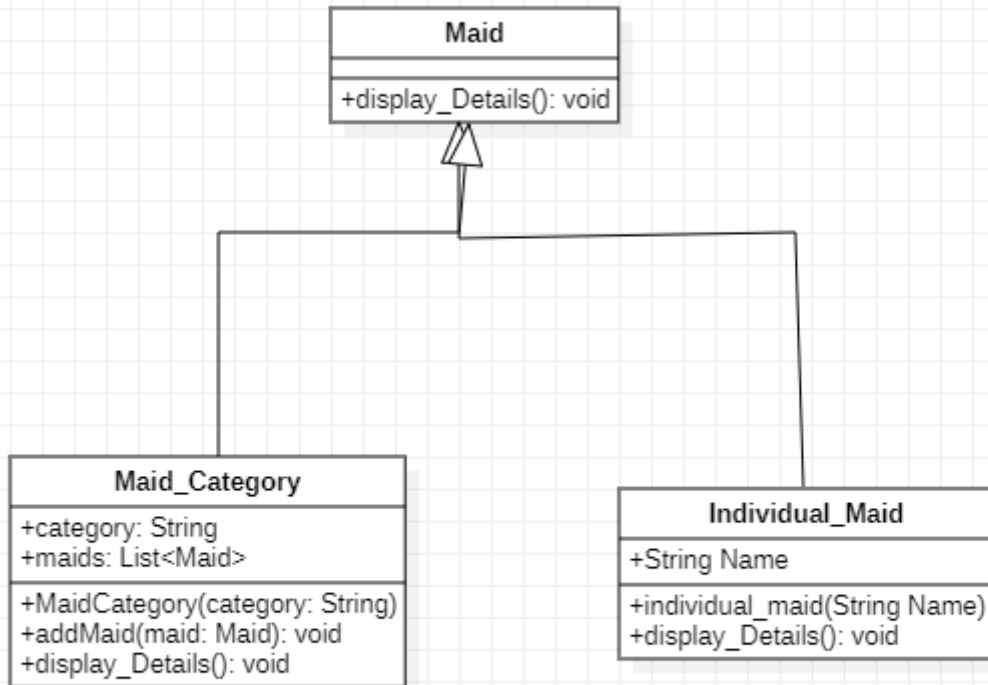 Maid
+display_Details(): void
Maid_Category
+category: String
+maids: List<Maid>
+MaidCategory(category: String)
+addMaid(maid: Maid): void
+display_Details(): void
Individual_Maid
+String Name
+individual_maid(String Name)
+display_Details(): void